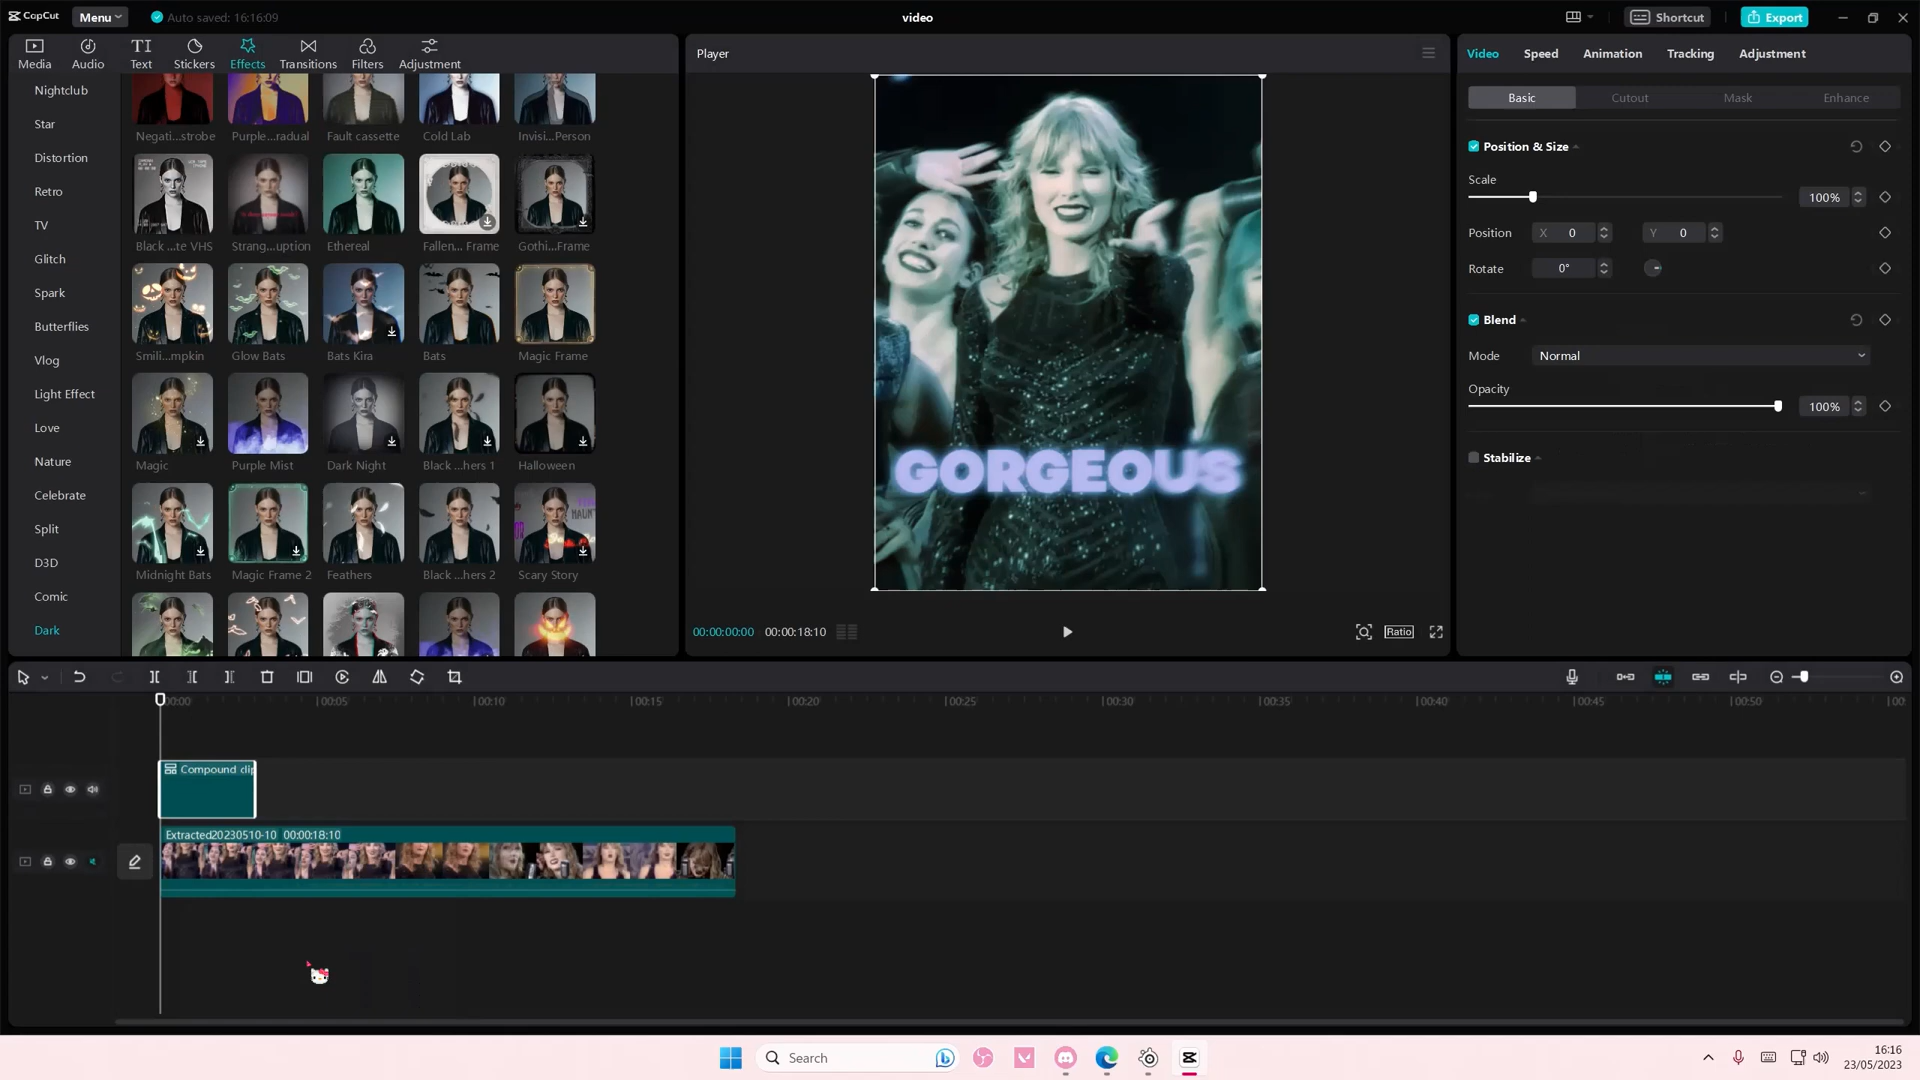 CapCut
Menu
Auto saved: 16:16:09
video
Shortcut
Export
Media
Audio
TI
Text
Stickers
Effects
Transitions
Filters
Adjustment
Player
Video
Speed
Animation
Tracking
Adjustment
Nightclub
Star
Distortion
Retro
TV
Glitch
Spark
Butterflies
Vlog
Light Effect
Love
Nature
Celebrate
Split
D3D
Comic
Dark
Negati...strobe
Purple...radual
Fault cassette
Cold Lab
Invisi...Person
Black ...te VHS
Strang...uption
Ethereal
Fallen... Frame
Gothi...Frame
Smili...mpkin
Glow Bats
Bats Kira
Bats
Magic Frame
Magic
Purple Mist
Dark Night
Black ...hers 1
Halloween
Midnight Bats
Magic Frame 2
Feathers
Black ...hers 2
Scary Story
GORGEOUS
00:00:00:00
00:00:18:10
Ratio
Basic
Cutout
Mask
Enhance
Position & Size
Scale
100%
Position
X 0
Y 0
Rotate
0°
Blend
Mode
Normal
Opacity
100%
Stabilize
00:00
00:05
00:10
00:15
00:20
00:25
00:30
00:35
00:40
00:45
00:50
Compound clip
Extracted20230510-10 00:00:18:10
Search
16:16
23/05/2023